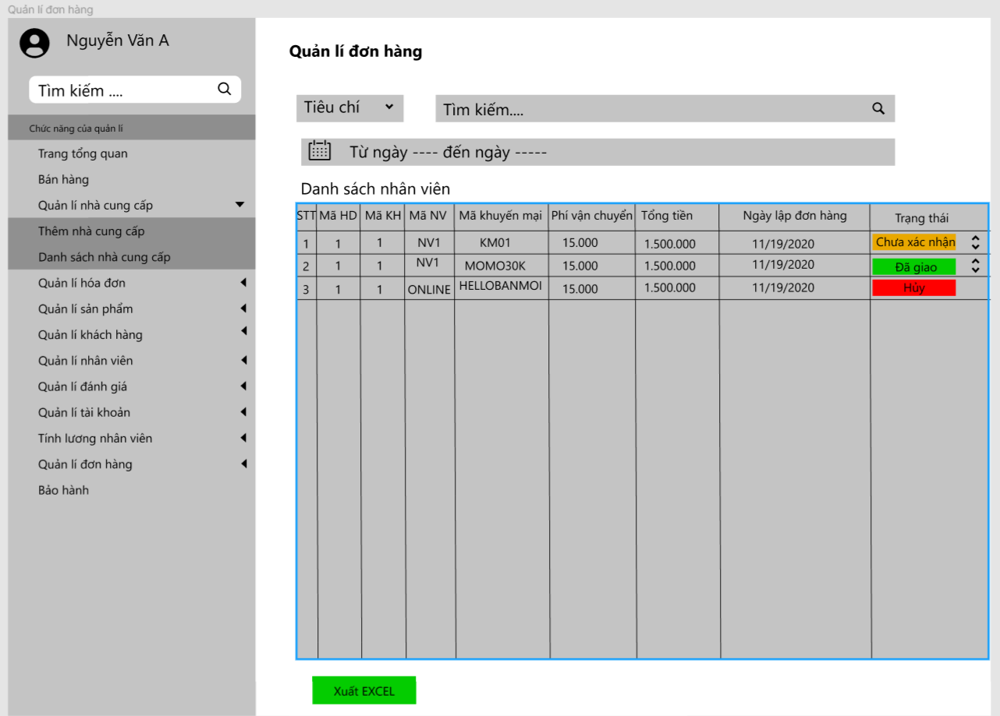 Quản lí đơn hàng
Nguyễn Văn A
Tìm kiếm ....
Chức năng của quản lí
Trang tổng quan
Bán hàng
Quản lí nhà cung cấp
Thêm nhà cung cấp
Danh sách nhà cung cấp
Quản lí hóa đơn
Quản lí sản phẩm
Quản lí khách hàng
Quản lí nhân viên
Quản lí đánh giá
Quản lí tài khoản
Tính lương nhân viên
Quản lí đơn hàng
Bảo hành
Quản lí đơn hàng
Tiêu chí
Tìm kiếm....
Từ ngày ---- đến ngày -----
Danh sách nhân viên
STT Mã HD Mã KH Mã NV Mã khuyến mại Phí vận chuyển Tổng tiền Ngày lập đơn hàng Trạng thái
1 1 1 NV1 KM01 15.000 1.500.000 11/19/2020 Chưa xác nhận
2 1 1 NV1 MOMO30K 15.000 1.500.000 11/19/2020 Đã giao
3 1 1 ONLINE HELLOBANMOI 15.000 1.500.000 11/19/2020 Hủy
Xuất EXCEL